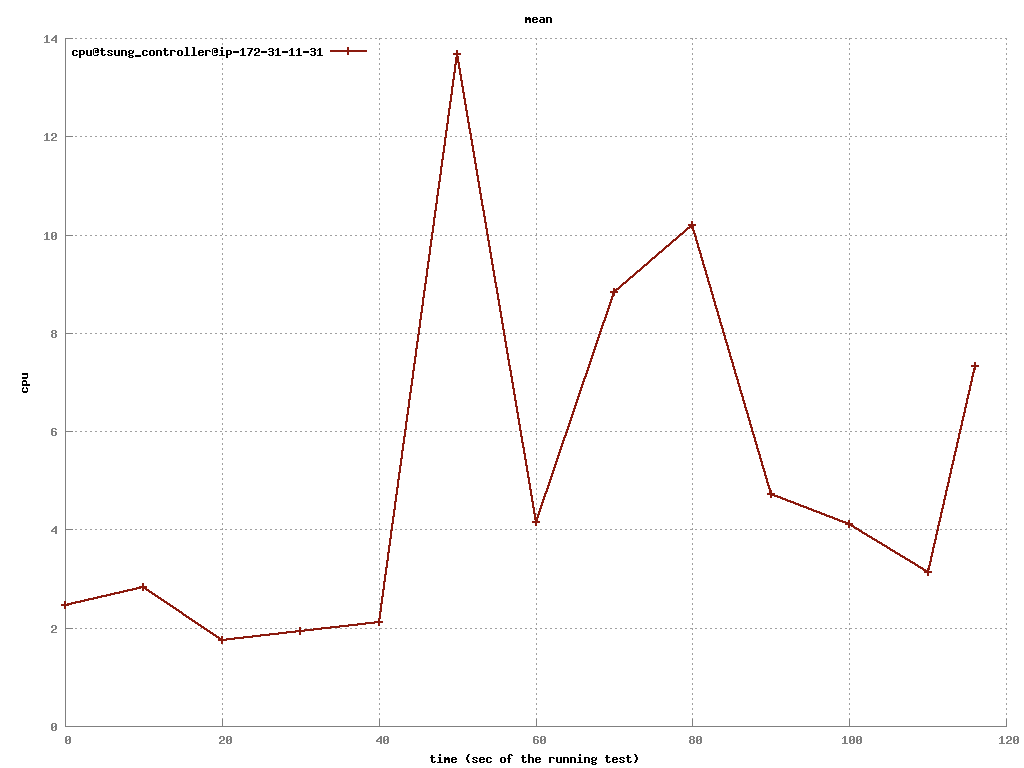 mean
cpu@tsung_controller@ip-172-31-11-31
14
12
10
8
6
4
2
0
cpu
0 20 40 60 80 100 120
time (sec of the running test)